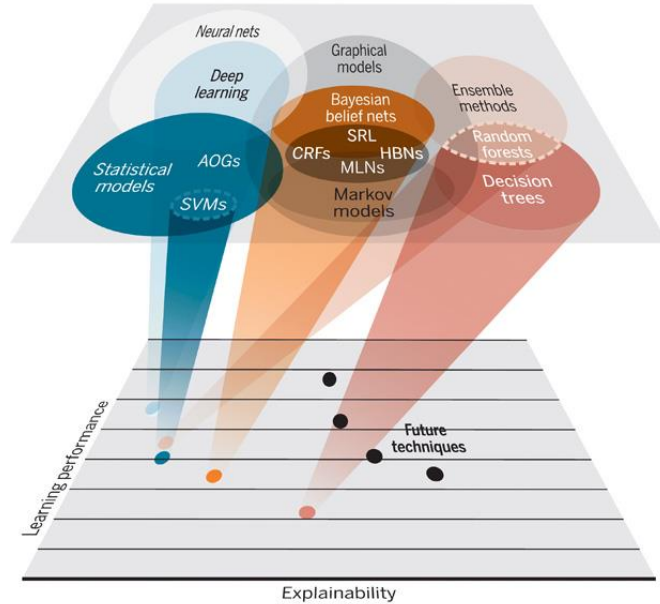 Neural nets
Deep
learning
Graphical
models
Ensemble
methods
Bayesian
belief nets
SRL
CRFs
HBNs
MLNs
Markov
models
Random
forests
Decision
trees
Statistical
models
AOGs
SVMs
Learning performance
Future
techniques
Explainability